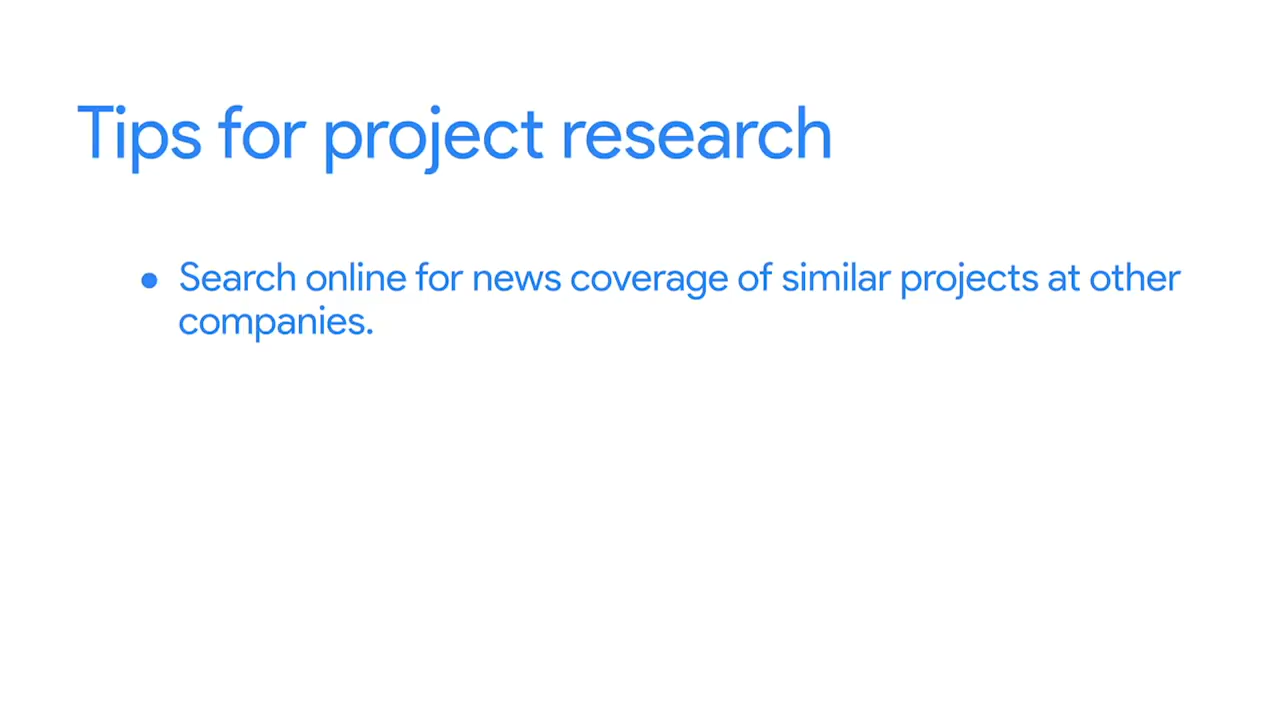 Tips for project research
● Search online for news coverage of similar projects at other
companies.